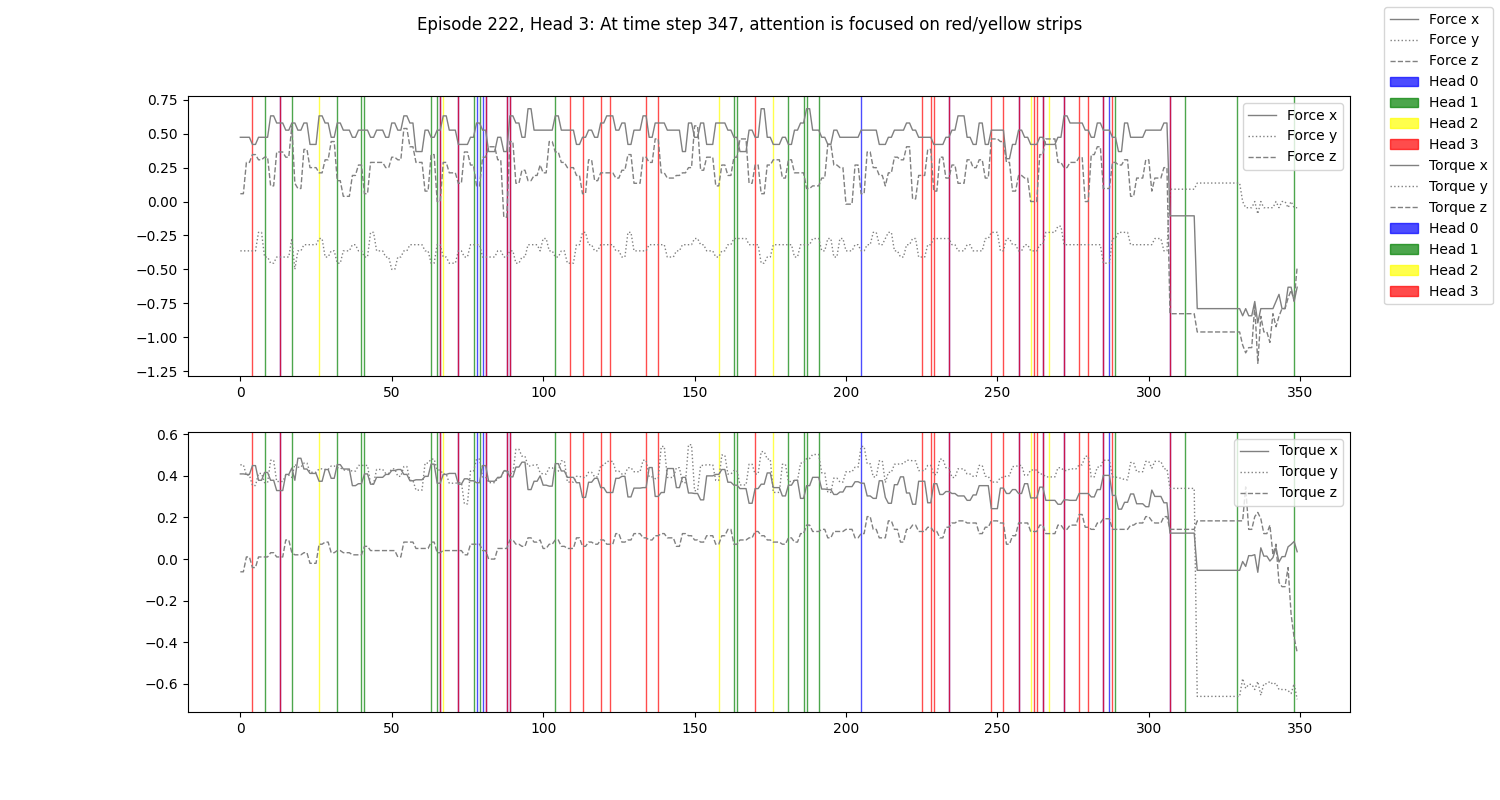 Episode 222, Head 3: At time step 347, attention is focused on red/yellow strips
Force x
Force y
Force z
Head 0
Head 1
Head 2
Head 3
Torque x
Torque y
Torque z
Head 0
Head 1
Head 2
Head 3
0.75
0.50
0.25
0.00
−0.25
−0.50
−0.75
−1.00
−1.25
Force x
Force y
Force z
0 50 100 150 200 250 300 350
0.6
0.4
0.2
0.0
−0.2
−0.4
−0.6
Torque x
Torque y
Torque z
0 50 100 150 200 250 300 350